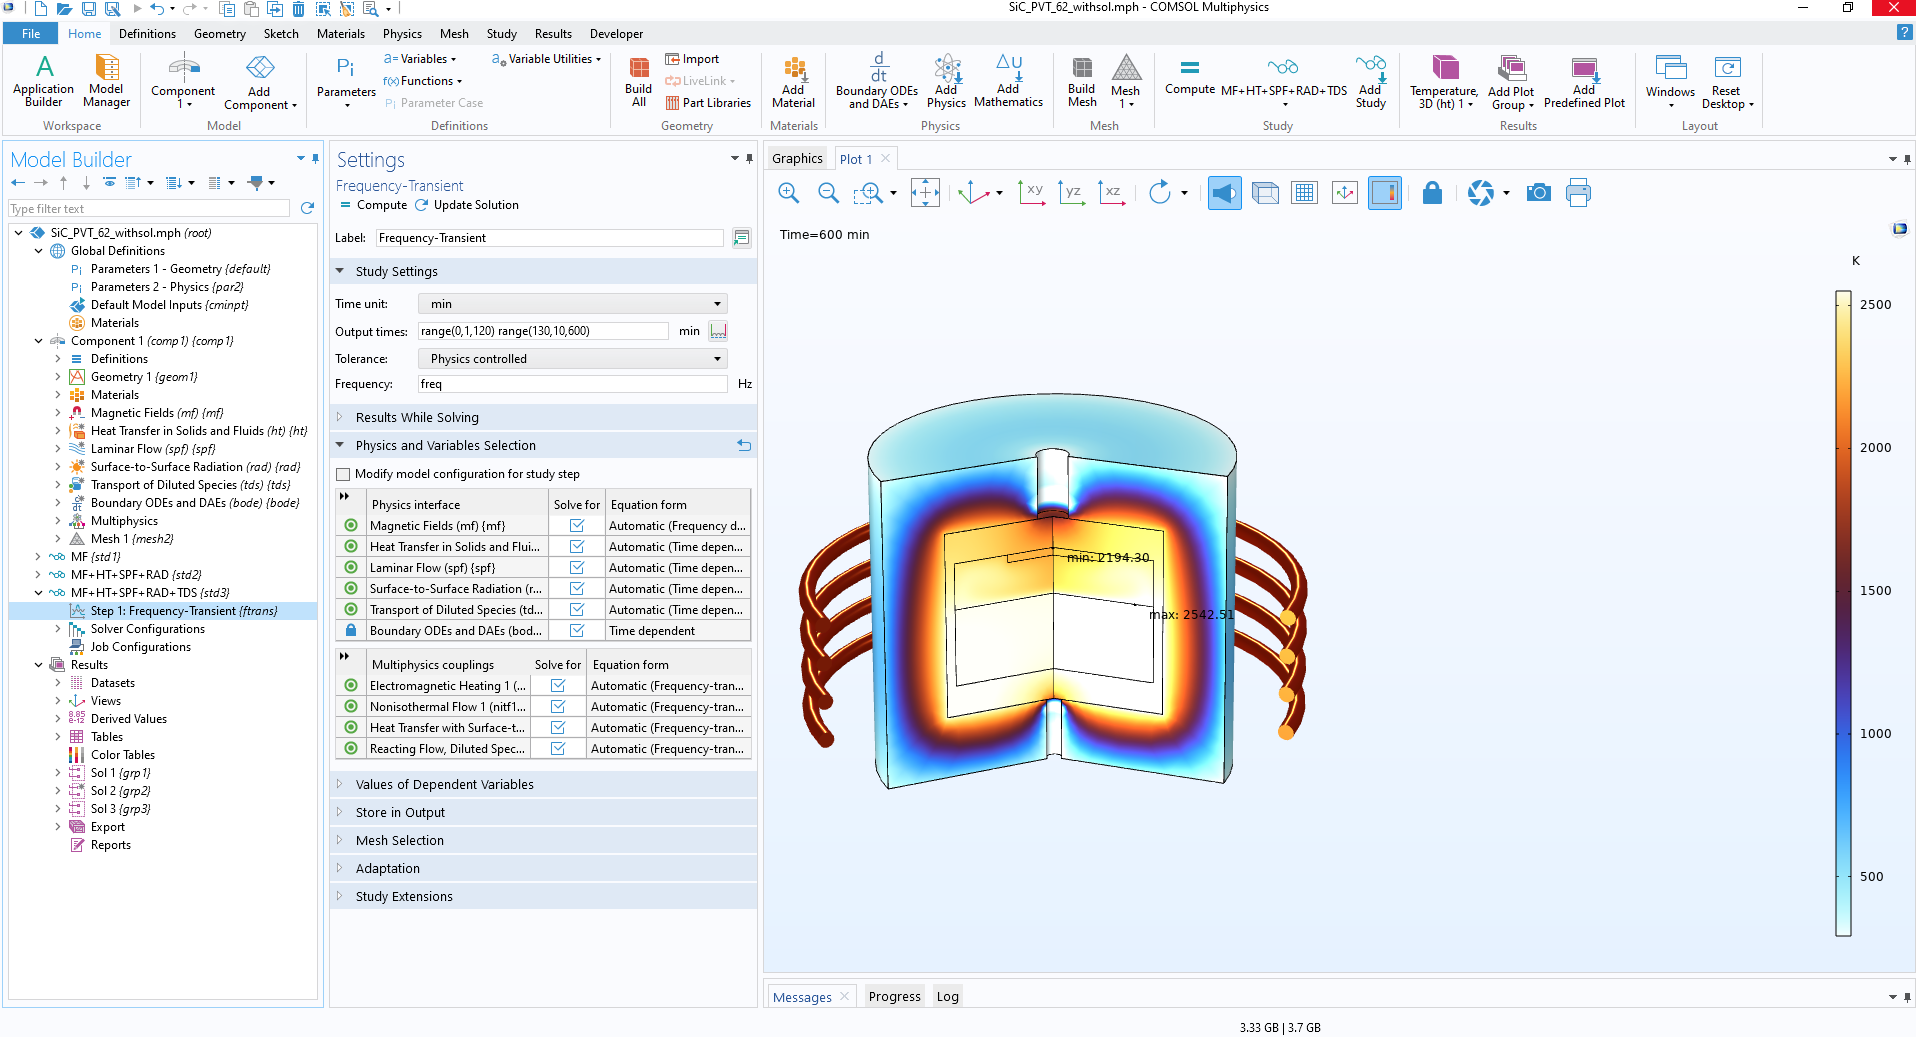 SiC_PVT_62_withsol.mph - COMSOL Multiphysics
File Home Definitions Geometry Sketch Materials Physics Mesh Study Results Developer
Application Builder
Model Manager
Workspace
Component 1
Add Component
Model
Parameters
a= Variables
f(x) Functions
Pi Parameter Case
Variable Utilities
Definitions
Build All
Import
LiveLink
Part Libraries
Geometry
Add Material
Materials
Boundary ODEs and DAEs
Add Physics
Add Mathematics
Physics
Build Mesh
Mesh 1
Mesh
Compute
MF+HT+SPF+RAD+TDS
Add Study
Study
Temperature, 3D (ht) 1
Add Plot Group
Add Predefined Plot
Results
Windows
Reset Desktop
Layout
Model Builder
Type filter text
SiC_PVT_62_withsol.mph (root)
Global Definitions
Parameters 1 - Geometry {default}
Parameters 2 - Physics {par2}
Default Model Inputs {cminpt}
Materials
Component 1 (comp1) {comp1}
Definitions
Geometry 1 {geom1}
Materials
Magnetic Fields (mf) {mf}
Heat Transfer in Solids and Fluids (ht) {ht}
Laminar Flow (spf) {spf}
Surface-to-Surface Radiation (rad) {rad}
Transport of Diluted Species (tds) {tds}
Boundary ODEs and DAEs (bode) {bode}
Multiphysics
Mesh 1 {mesh2}
MF {std1}
MF+HT+SPF+RAD {std2}
MF+HT+SPF+RAD+TDS {std3}
Step 1: Frequency-Transient {ftrans}
Solver Configurations
Job Configurations
Results
Datasets
Views
Derived Values
Tables
Color Tables
Sol 1 {grp1}
Sol 2 {grp2}
Sol 3 {grp3}
Export
Reports
Settings
Frequency-Transient
= Compute Update Solution
Label: Frequency-Transient
Study Settings
Time unit: min
Output times: range(0,1,120) range(130,10,600) min
Tolerance: Physics controlled
Frequency: freq Hz
Results While Solving
Physics and Variables Selection
Modify model configuration for study step
Physics interface Solve for Equation form
Magnetic Fields (mf) {mf} Automatic (Frequency d...
Heat Transfer in Solids and Flui... Automatic (Time depen...
Laminar Flow (spf) {spf} Automatic (Time depen...
Surface-to-Surface Radiation (r... Automatic (Time depen...
Transport of Diluted Species (td... Automatic (Time depen...
Boundary ODEs and DAEs (bod... Time dependent
Multiphysics couplings Solve for Equation form
Electromagnetic Heating 1 (... Automatic (Frequency-tran...
Nonisothermal Flow 1 (nitf1... Automatic (Frequency-tran...
Heat Transfer with Surface-t... Automatic (Frequency-tran...
Reacting Flow, Diluted Spec... Automatic (Frequency-tran...
Values of Dependent Variables
Store in Output
Mesh Selection
Adaptation
Study Extensions
Graphics Plot 1
xy yz xz
Time=600 min
K
2500
2000
1500
1000
500
min: 2194.30
max: 2542.51
Messages Progress Log
3.33 GB | 3.7 GB